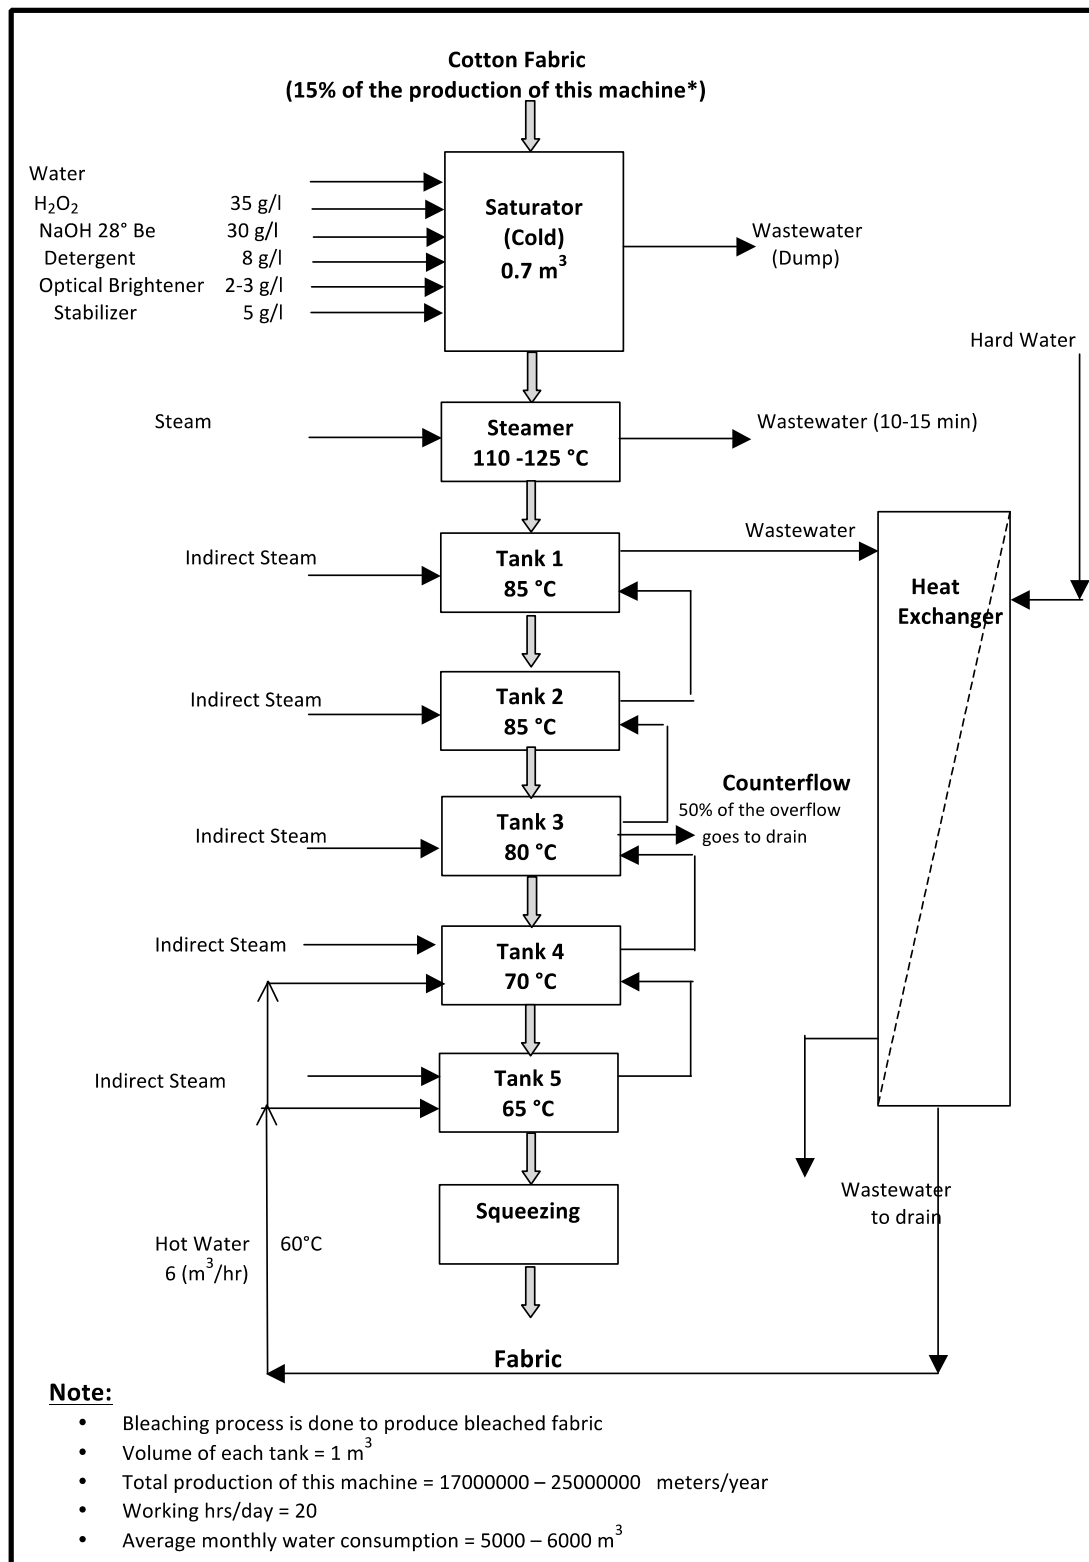 Cotton Fabric
(15% of the production of this machine*)
Water
H₂O₂ 35 g/l
NaOH 28° Be 30 g/l
Detergent 8 g/l
Optical Brightener 2-3 g/l
Stabilizer 5 g/l
Saturator
(Cold)
0.7 m³
Wastewater
(Dump)
Hard Water
Steam
Steamer
110 -125 °C
Wastewater (10-15 min)
Indirect Steam
Tank 1
85 °C
Wastewater
Heat
Exchanger
Indirect Steam
Tank 2
85 °C
Counterflow
50% of the overflow
goes to drain
Indirect Steam
Tank 3
80 °C
Indirect Steam
Tank 4
70 °C
Indirect Steam
Tank 5
65 °C
Wastewater
to drain
Squeezing
Hot Water 60°C
6 (m³/hr)
Fabric
Note:
• Bleaching process is done to produce bleached fabric
• Volume of each tank = 1 m³
• Total production of this machine = 17000000 – 25000000 meters/year
• Working hrs/day = 20
• Average monthly water consumption = 5000 – 6000 m³